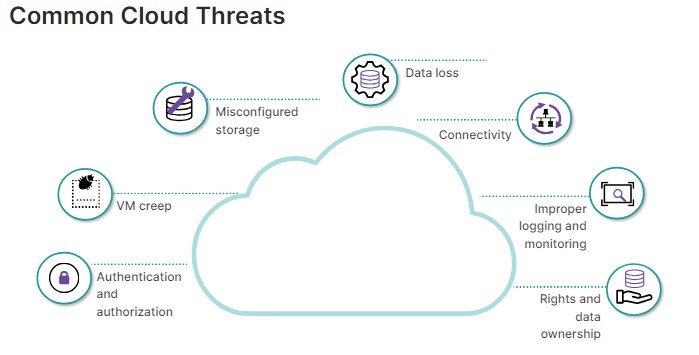 Common Cloud Threats
Data loss
Misconfigured
storage
Connectivity
VM creep
Improper
logging and
monitoring
Authentication
and
authorization
Rights and
data
ownership